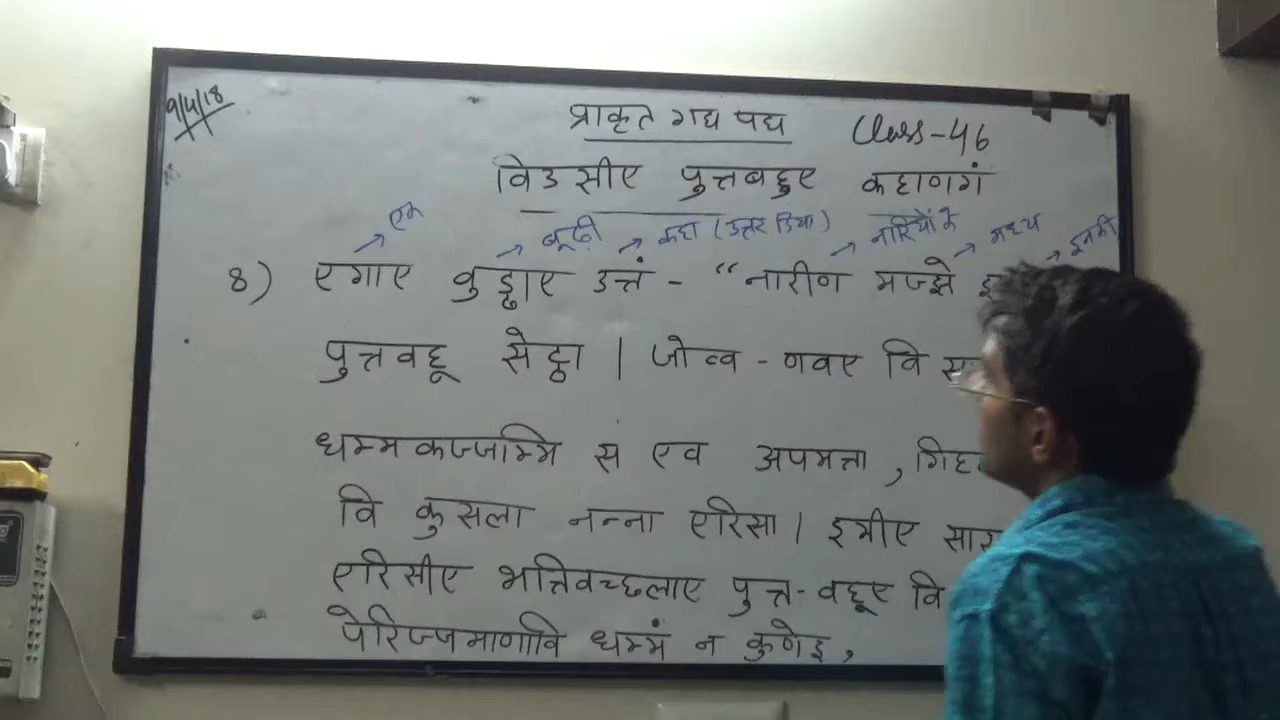 9/4/18
प्राकृत गद्य पद्य Class-46
विउसीए पुत्तबहुए कहाणगं
एक बूढ़ी कहा (उत्तर दिया) नारियों के मध्य इनकी
8) एगाए वुड्ढाए उत्तं - “नारीण मज्झे
पुत्तवहू सेट्ठा | जोव्व - णवए वि
धम्मकज्जम्मि सं एव अपमत्ता ,
वि कुसला नन्ना एरिसा | इमीए
एरिसीए भत्तिवच्छलाए पुत्त-वहूए वि
पेरिज्जमाणावि धम्मं न कुणेइ,